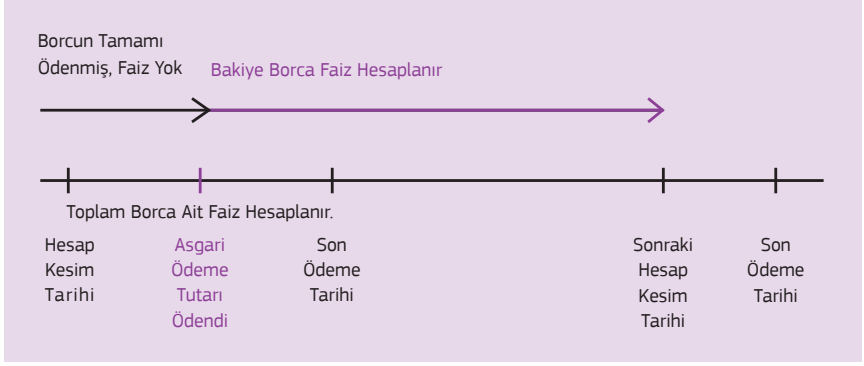 Borcun Tamamı
Ödenmiş, Faiz Yok
Bakiye Borca Faiz Hesaplanır
Toplam Borca Ait Faiz Hesaplanır.
Hesap
Kesim
Tarihi
Asgari
Ödeme
Tutarı
Ödendi
Son
Ödeme
Tarihi
Sonraki
Hesap
Kesim
Tarihi
Son
Ödeme
Tarihi